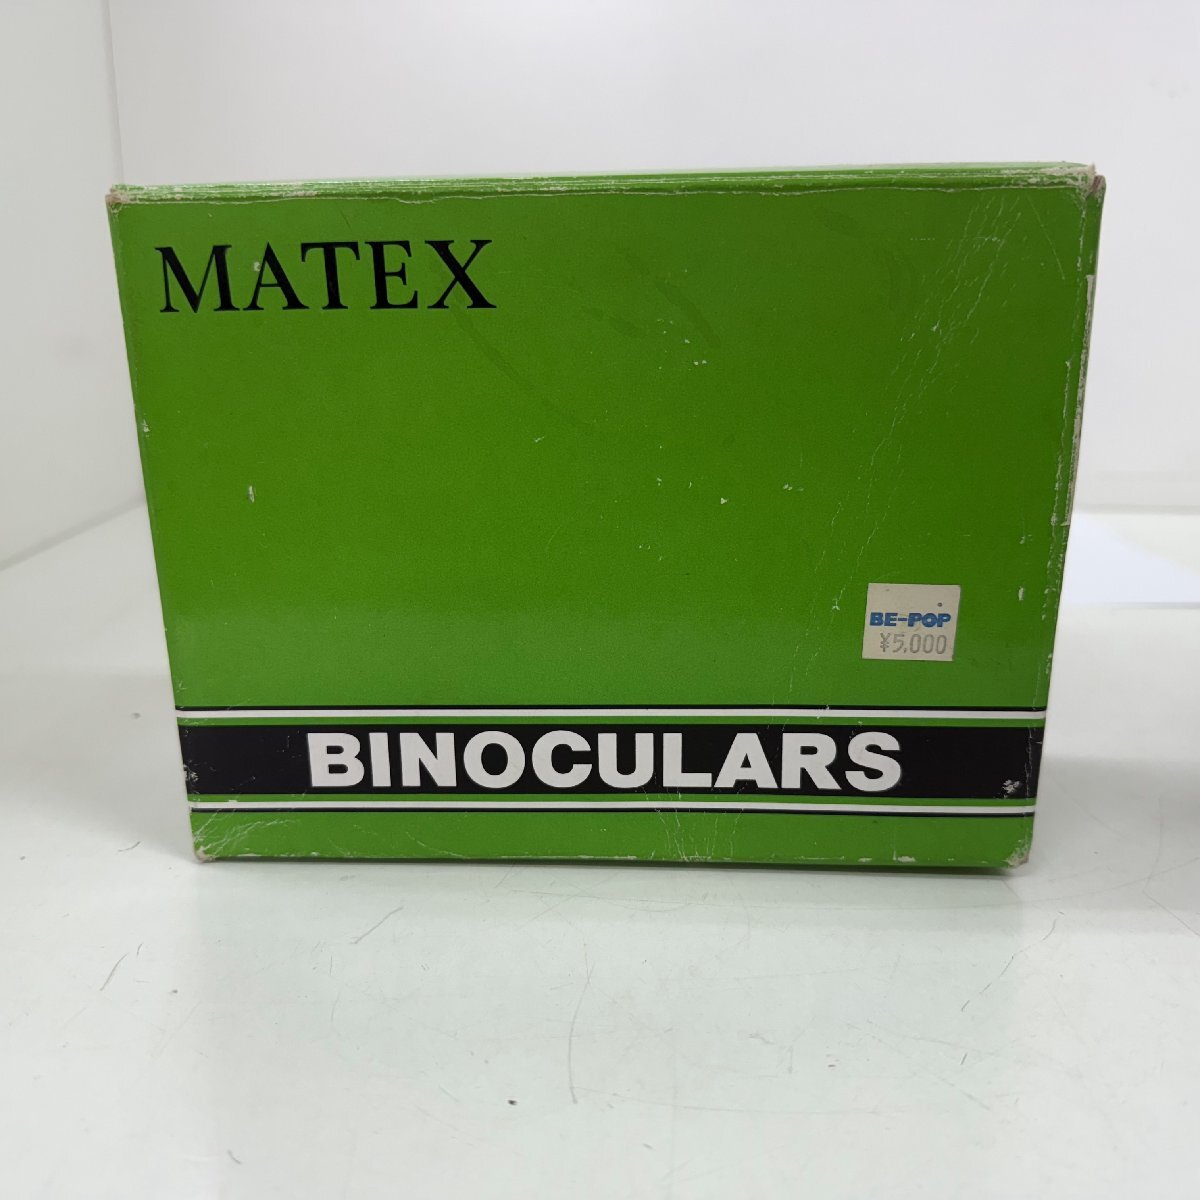 MATEX
BE-POP
¥5,000
BINOCULARS